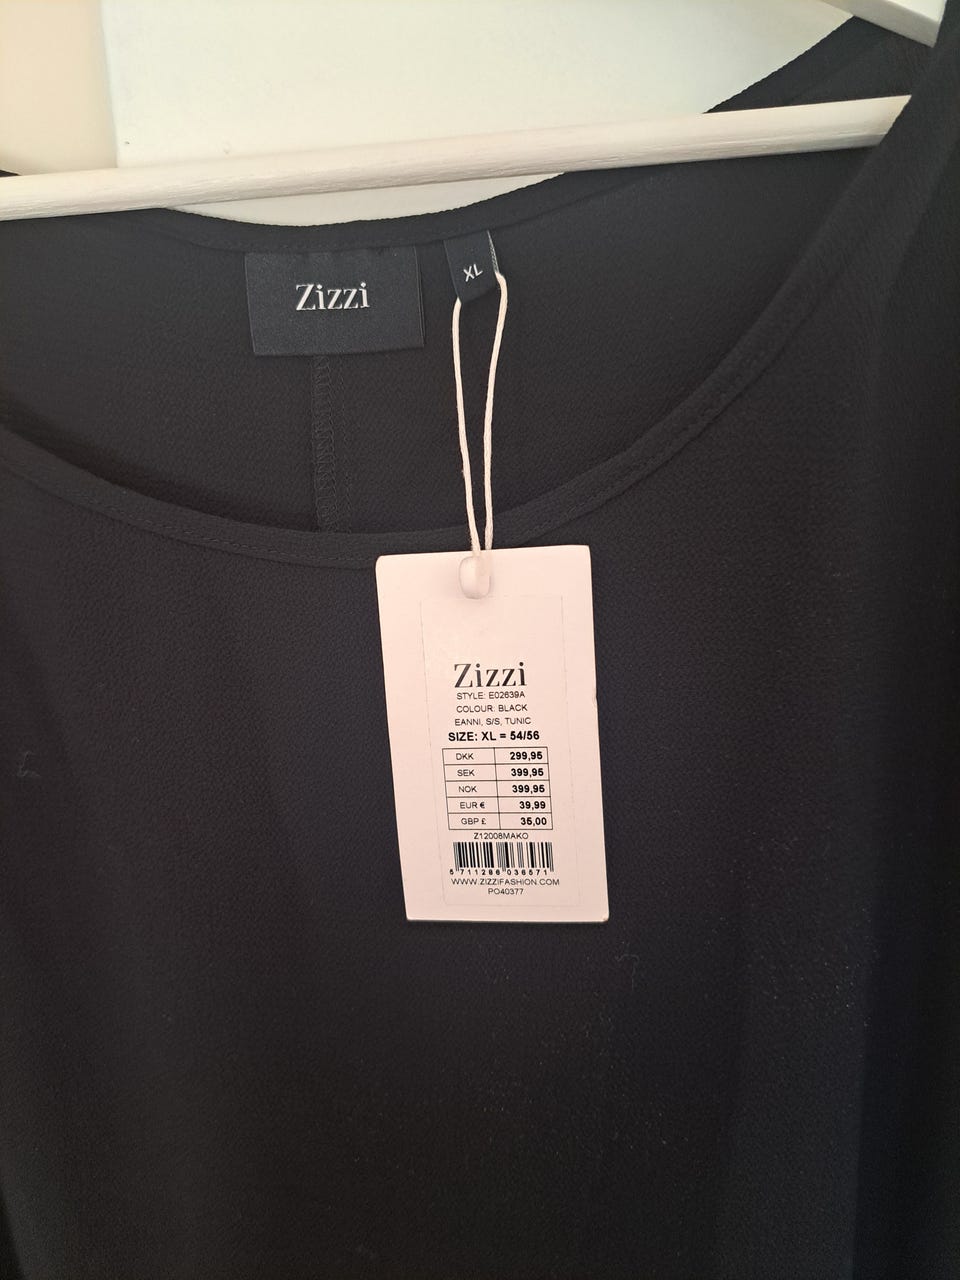 Zizzi
XL
Zizzi
STYLE: E02639A
COLOUR: BLACK
EANNI, S/S, TUNIC
SIZE: XL = 54/56
DKK 299,95
SEK 399,95
NOK 399,95
EUR € 39,99
GBP £ 35,00
Z12008MAKO
5 711286 036571
WWW.ZIZZIFASHION.COM
PO40377